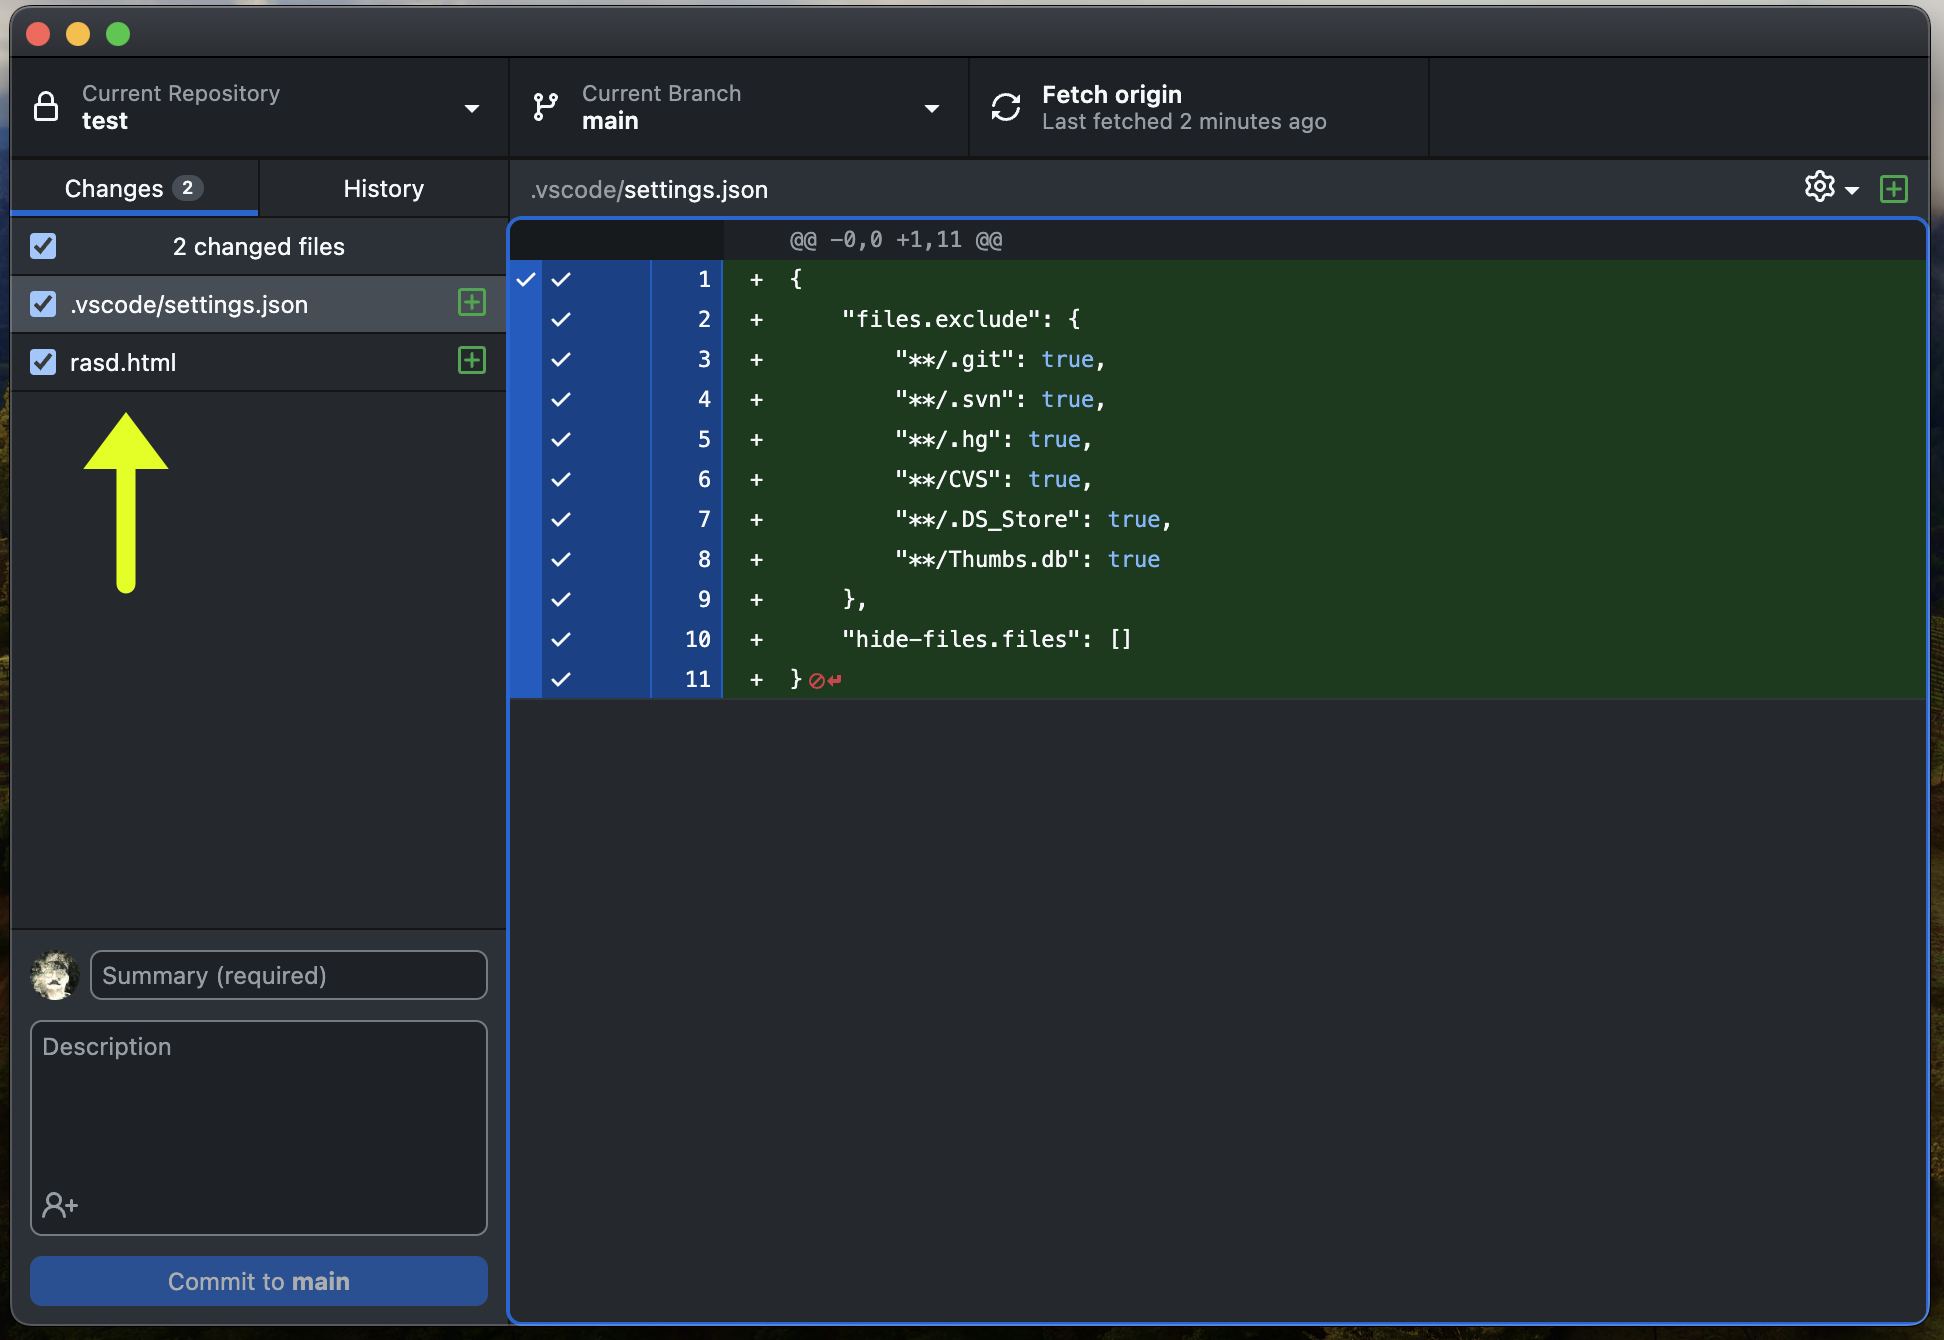 Current Repository
test
Current Branch
main
Fetch origin
Last fetched 2 minutes ago
Changes 2
History
.vscode/settings.json
2 changed files
.vscode/settings.json
rasd.html
@@ -0,0 +1,11 @@
1 + {
2 +     "files.exclude": {
3 +         "**/.git": true,
4 +         "**/.svn": true,
5 +         "**/.hg": true,
6 +         "**/CVS": true,
7 +         "**/.DS_Store": true,
8 +         "**/Thumbs.db": true
9 +     },
10 +     "hide-files.files": []
11 + }
Summary (required)
Description
Commit to main